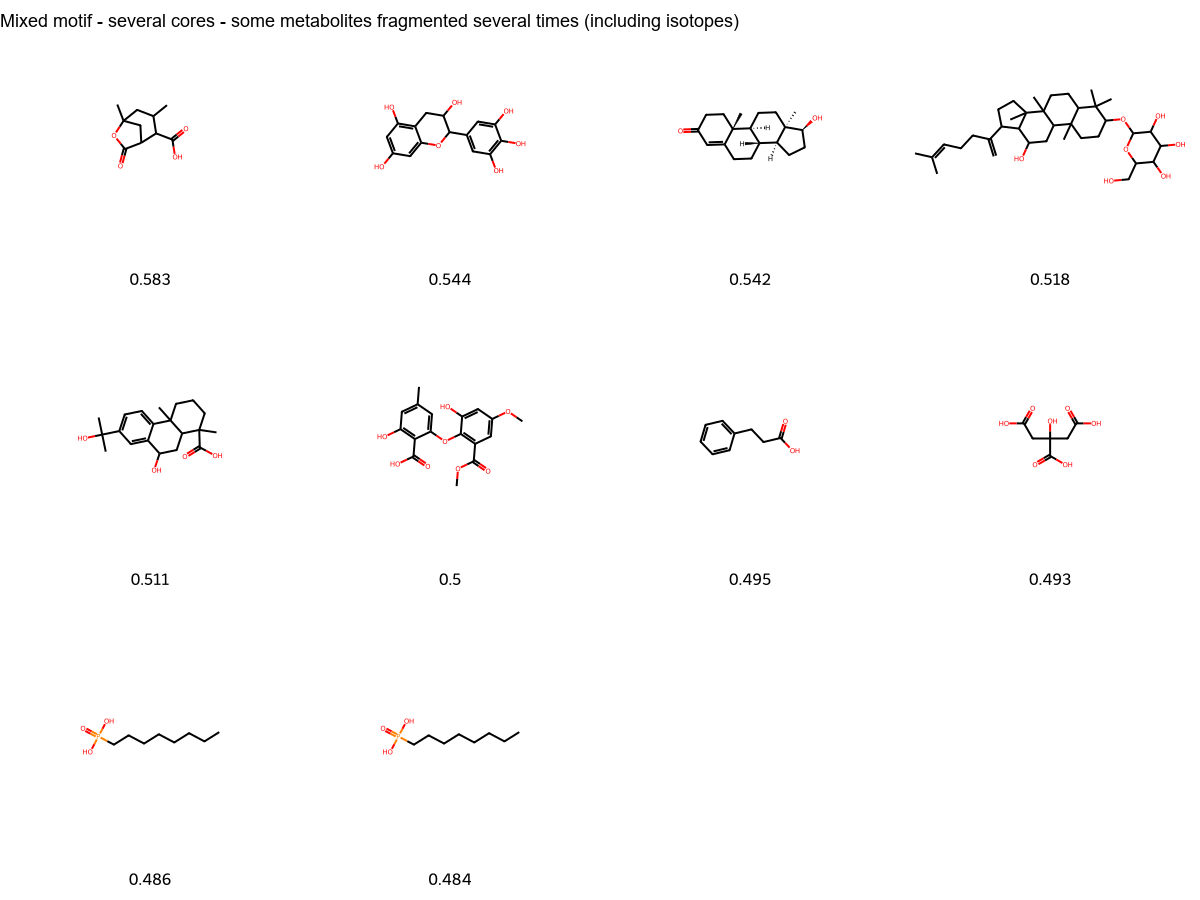 Mixed motif - several cores - some metabolites fragmented several times (including isotopes)
0.583 0.544 0.542 0.518
0.511 0.5 0.495 0.493
0.486 0.484